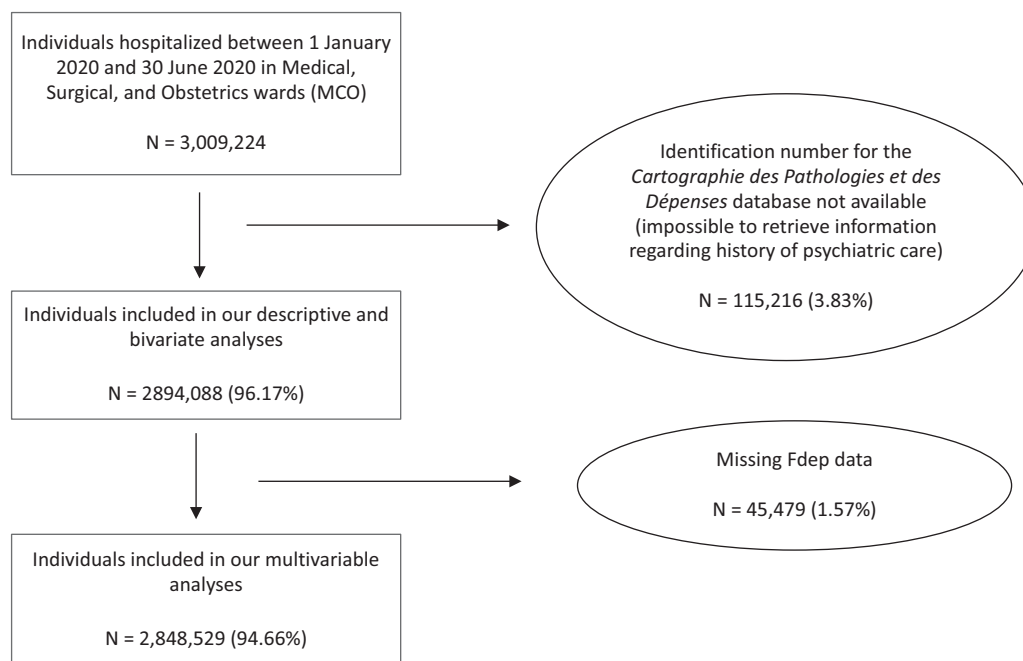 Individuals hospitalized between 1 January
2020 and 30 June 2020 in Medical,
Surgical, and Obstetrics wards (MCO)
N = 3,009,224
Identification number for the
Cartographie des Pathologies et des
Dépenses database not available
(impossible to retrieve information
regarding history of psychiatric care)
N = 115,216 (3.83%)
Individuals included in our descriptive and
bivariate analyses
N = 2894,088 (96.17%)
Missing Fdep data
N = 45,479 (1.57%)
Individuals included in our multivariable
analyses
N = 2,848,529 (94.66%)